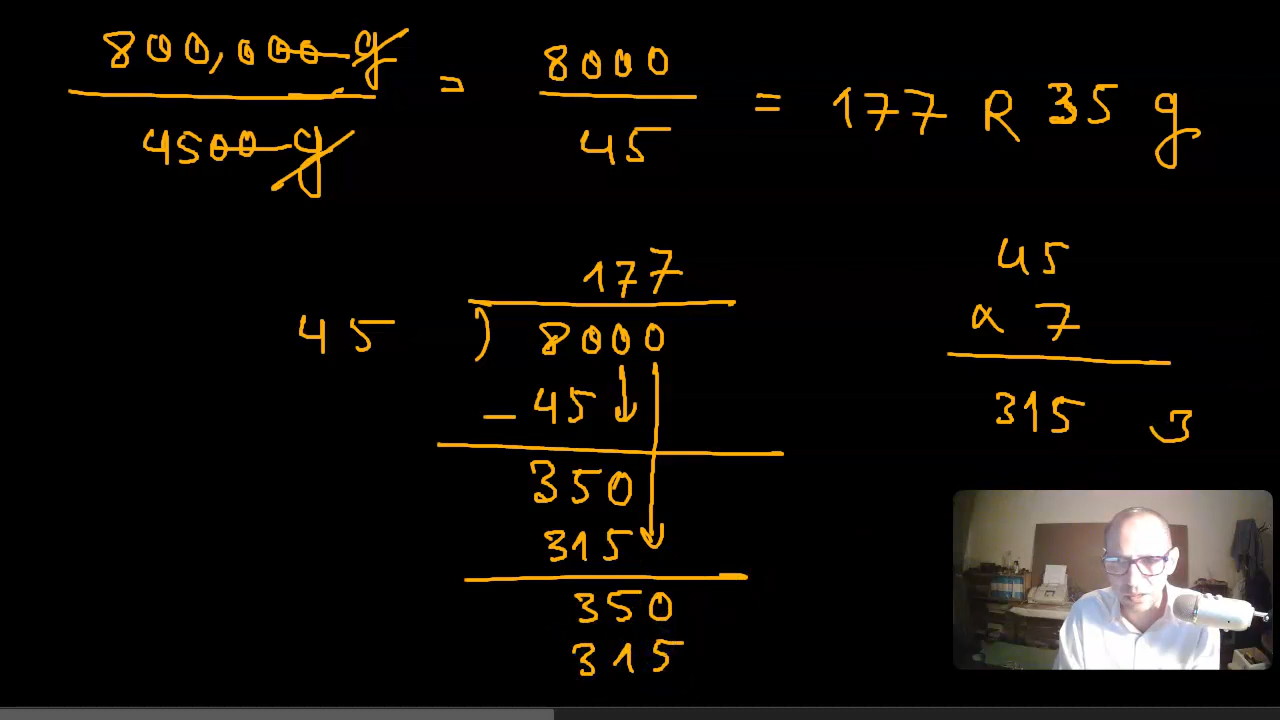 800,000 g
4500 g
=
8000
45
= 177 R 35 g
177
45 ) 8000
- 45
350
315
350
315
45
x 7
315 3